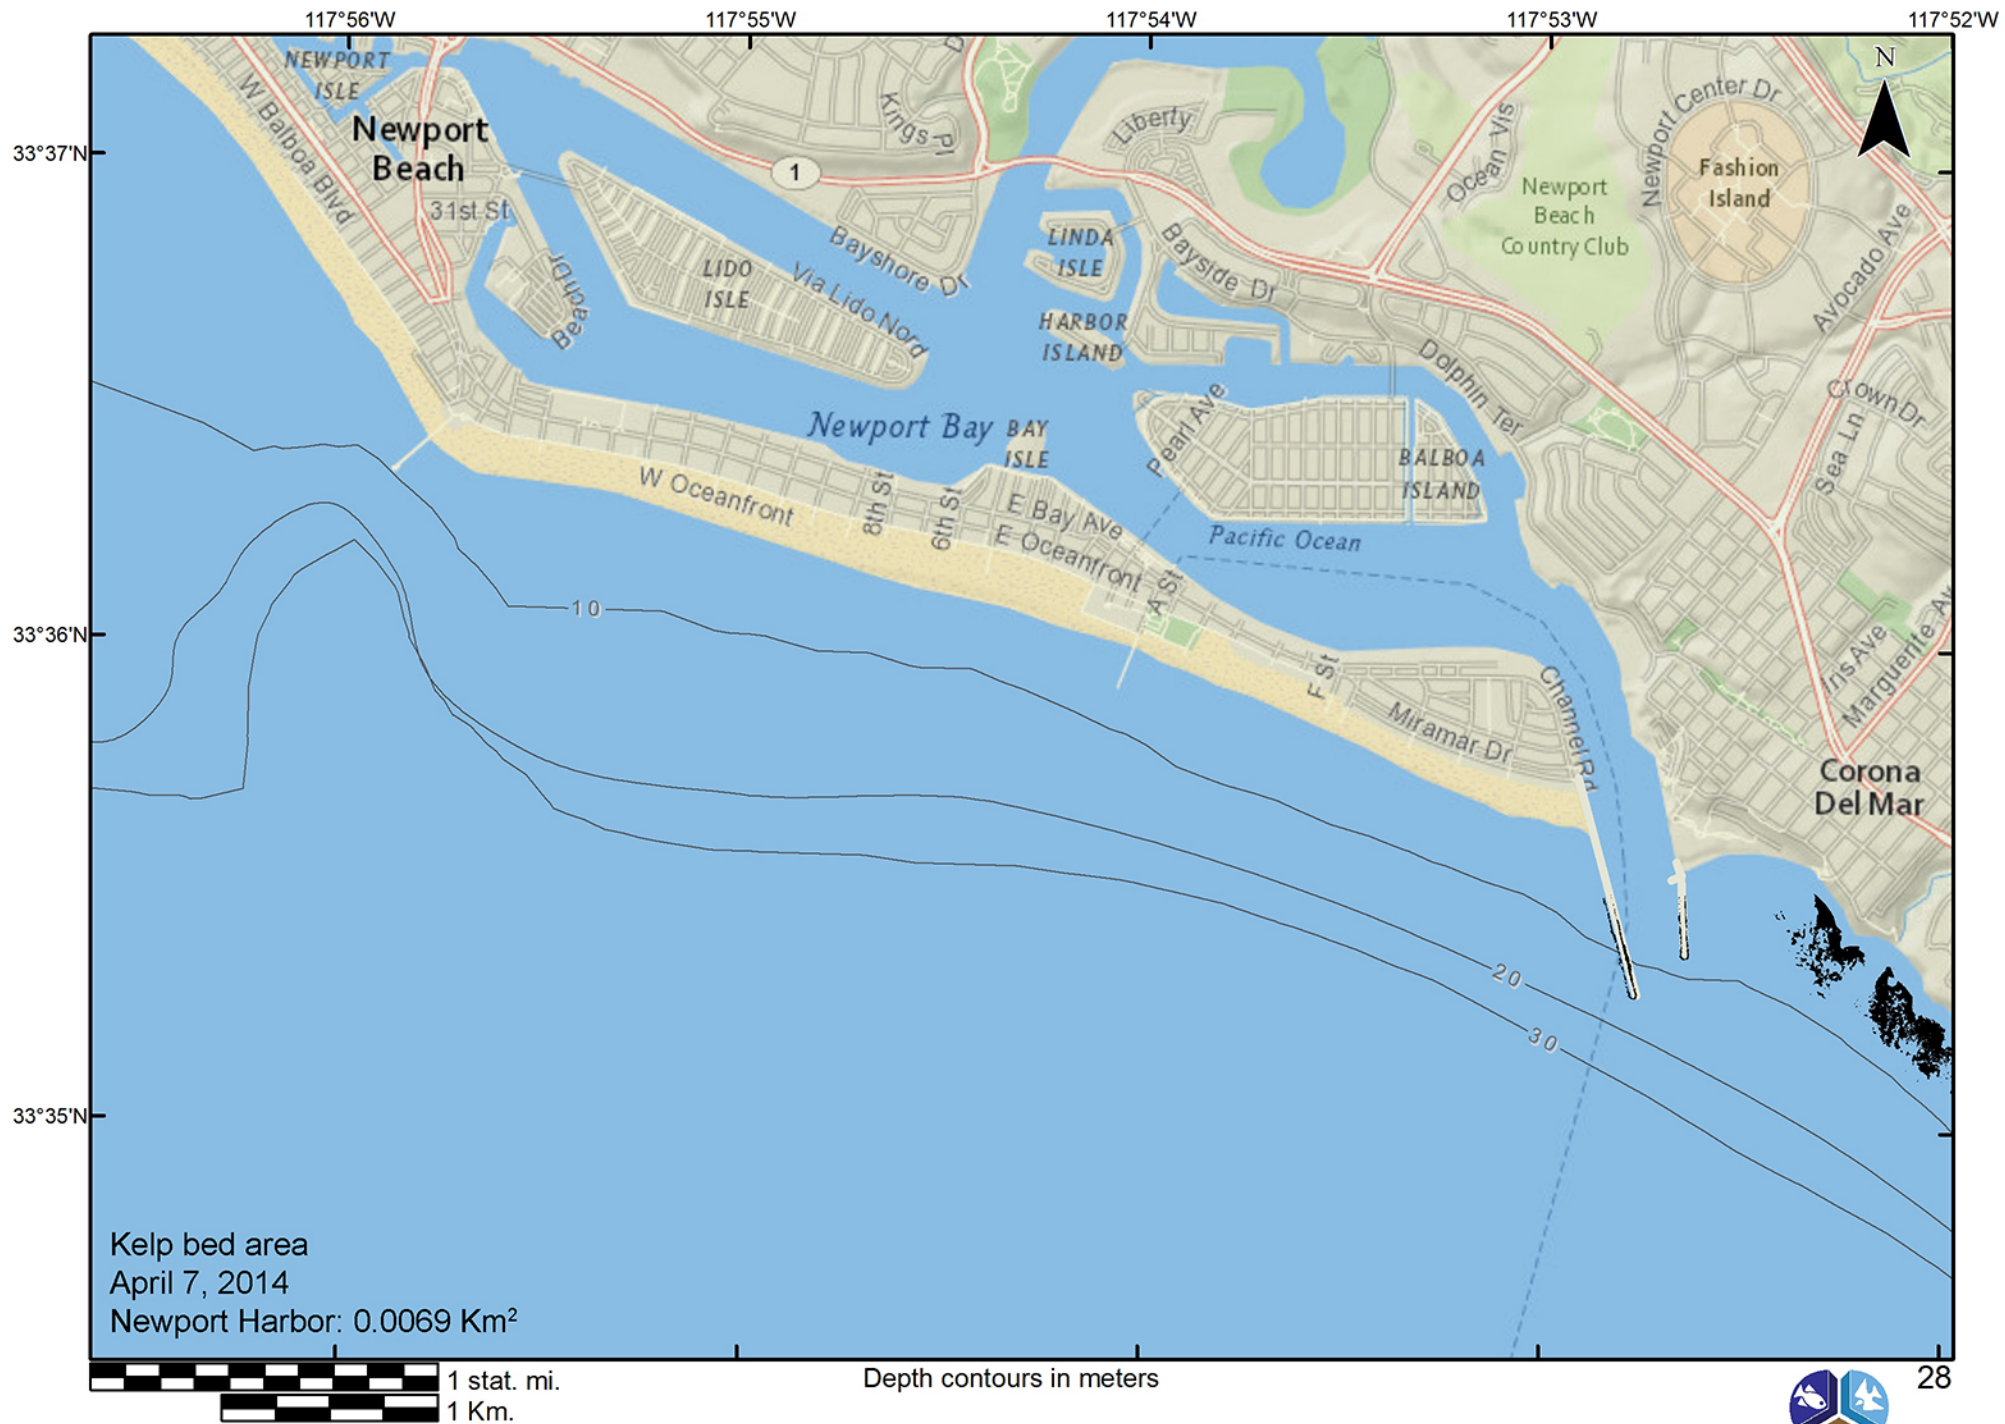 117°56'W 117°55'W 117°54'W 117°53'W 117°52'W
N
NEWPORT
ISLE
W Balboa Blvd
Newport
Beach
33°37'N
31st St
Beach Dr
LIDO
ISLE
Via Lido Nord
Kings Pl
D
1
Bayshore Dr
Liberty
LINDA
ISLE
Bayside Dr
HARBOR
ISLAND
Ocean Vis
Newport
Beach
Country Club
Newport Center Dr
Fashion
Island
Avocado Ave
Dolphin Ter
Crown Dr
Sea Ln
Newport Bay
BAY
ISLE
Pearl Ave
BALBOA
ISLAND
W Oceanfront
8th St
6th St
E Bay Ave
E Oceanfront
Pacific Ocean
A St
10
33°36'N
F St
Miramar Dr
Channel Rd
Iris Ave
Marguerite Av
Corona
Del Mar
20
30
33°35'N
Kelp bed area
April 7, 2014
Newport Harbor: 0.0069 Km²
1 stat. mi.
1 Km.
Depth contours in meters
28